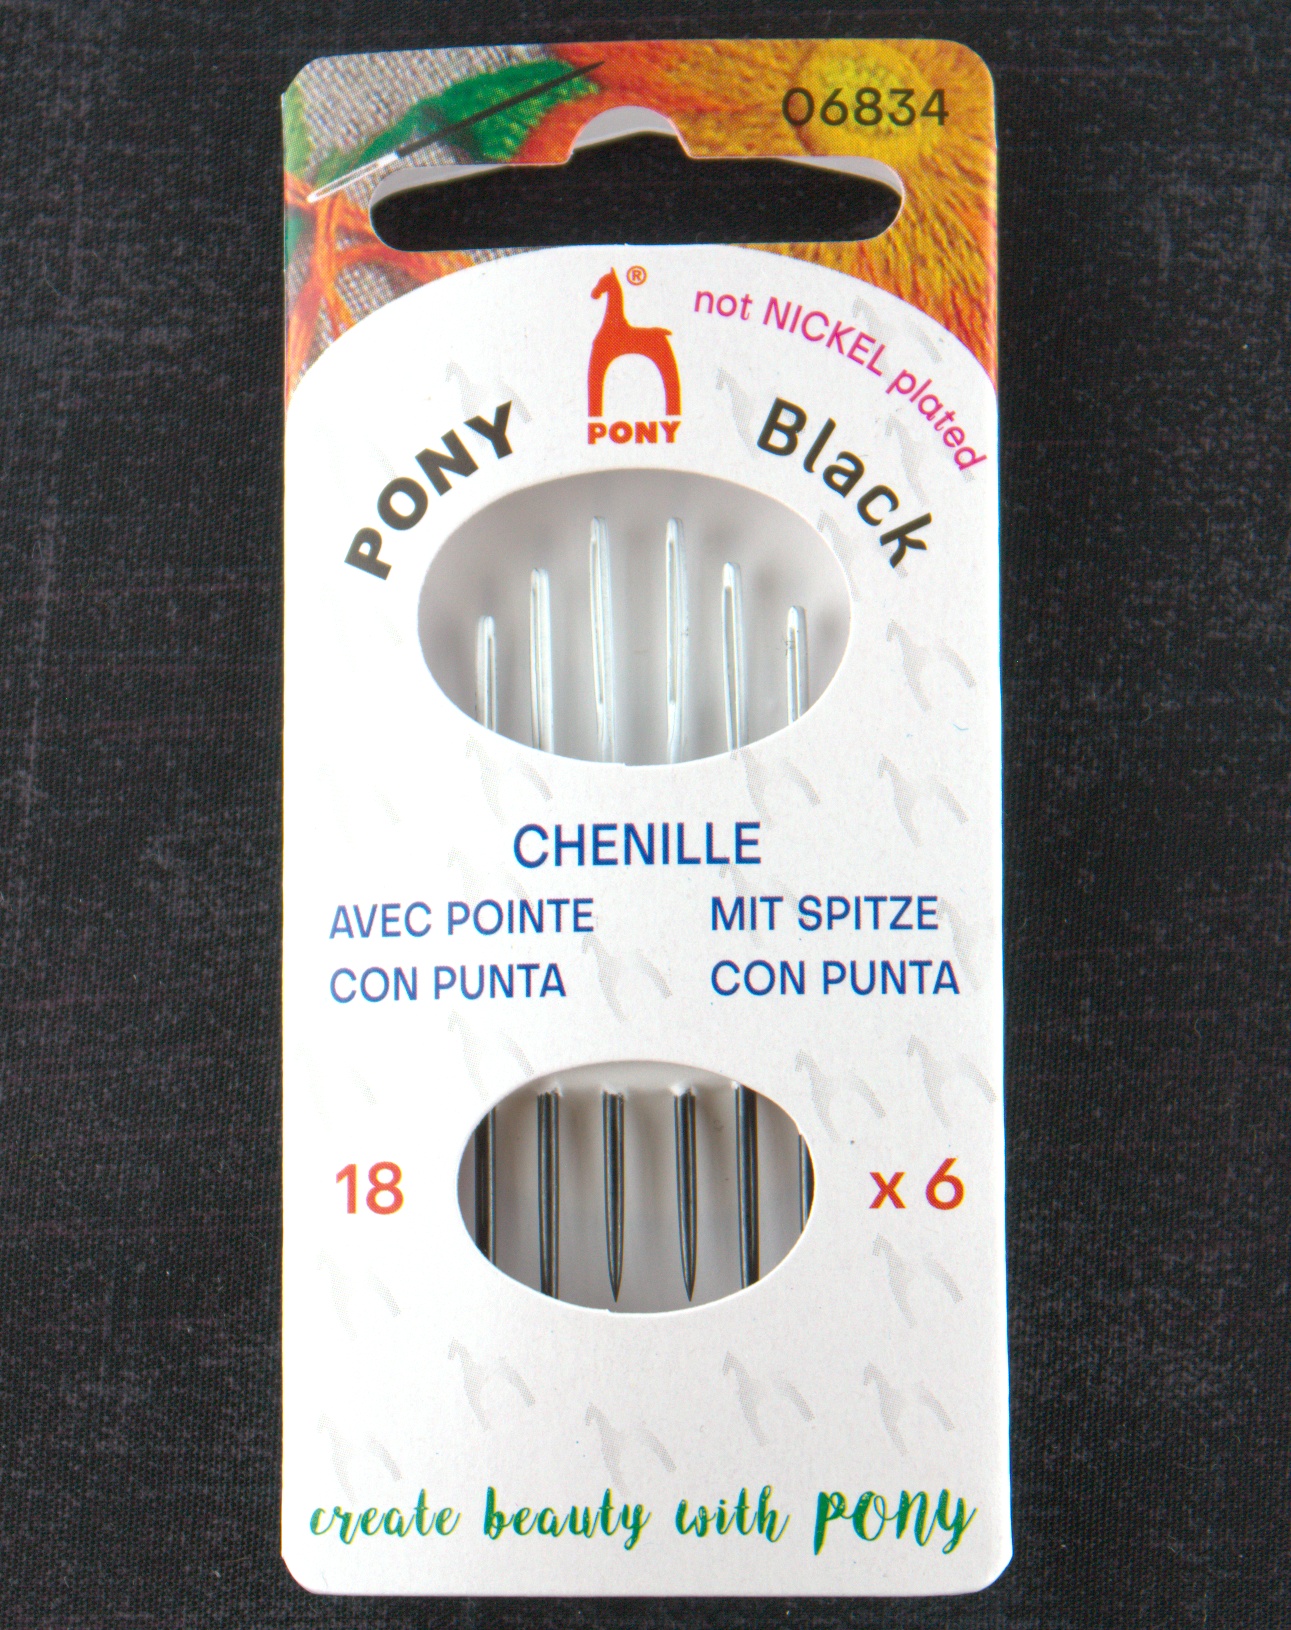 06834
®
PONY
not NICKEL plated
PONY Black
CHENILLE
AVEC POINTE
MIT SPITZE
CON PUNTA
CON PUNTA
18
x 6
create beauty with PONY